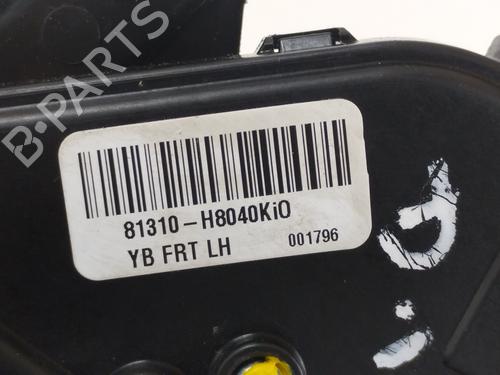 B-PARTS
81310-H8040KiO
YB FRT LH 001796